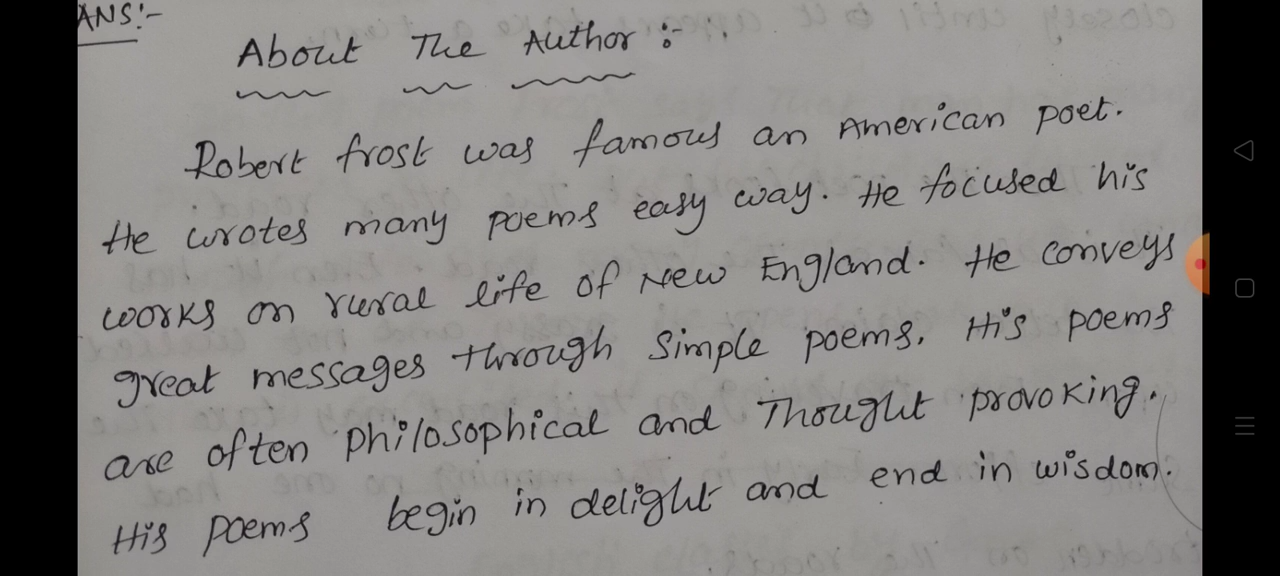 ANS:-
About The Author :-
Robert frost was famous an American poet.
He wrotes many poems easy way. He focused his
works on rural life of New England. He conveys
great messages through simple poems. His poems
are often philosophical and Thought provoking.
His poems begin in delight and end in wisdom.